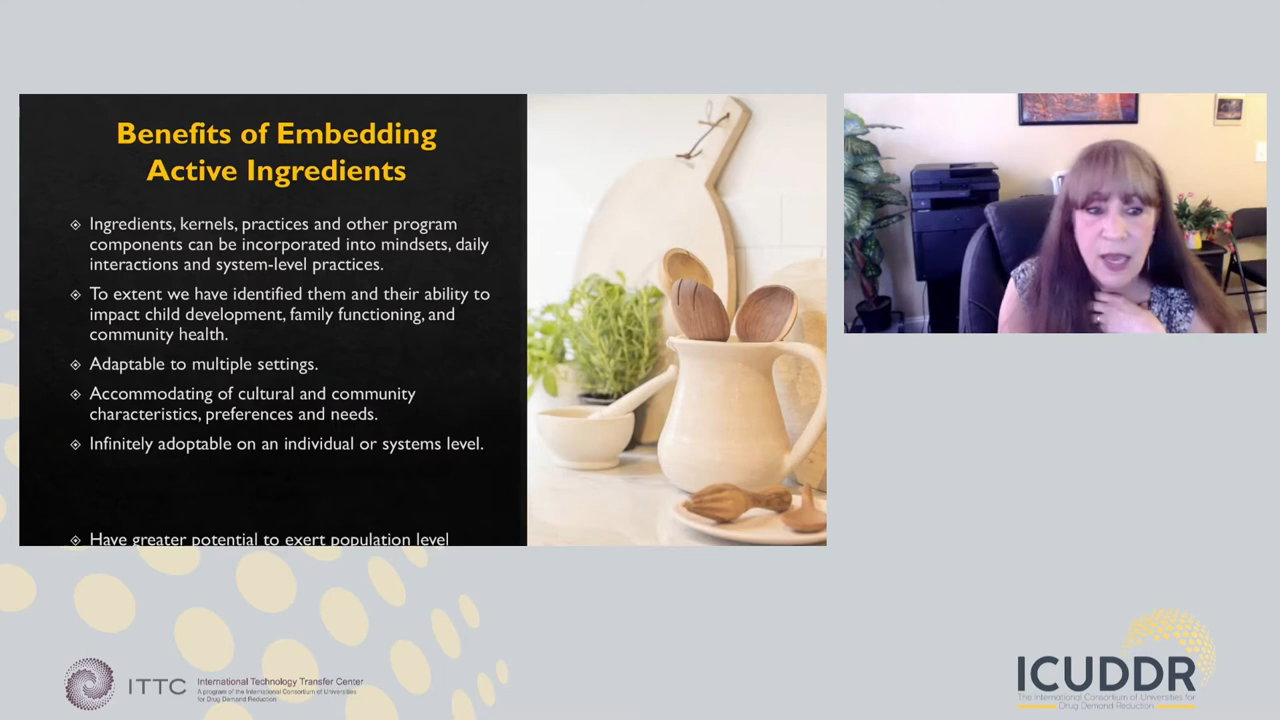 Benefits of Embedding
Active Ingredients
Ingredients, kernels, practices and other program
components can be incorporated into mindsets, daily
interactions and system-level practices.
To extent we have identified them and their ability to
impact child development, family functioning, and
community health.
Adaptable to multiple settings.
Accommodating of cultural and community
characteristics, preferences and needs.
Infinitely adoptable on an individual or systems level.
Have greater potential to exert population level
ITTC
International Technology Transfer Center
A program of the International Consortium of Universities
for Drug Demand Reduction
ICUDDR
The International Consortium of Universities for
Drug Demand Reduction